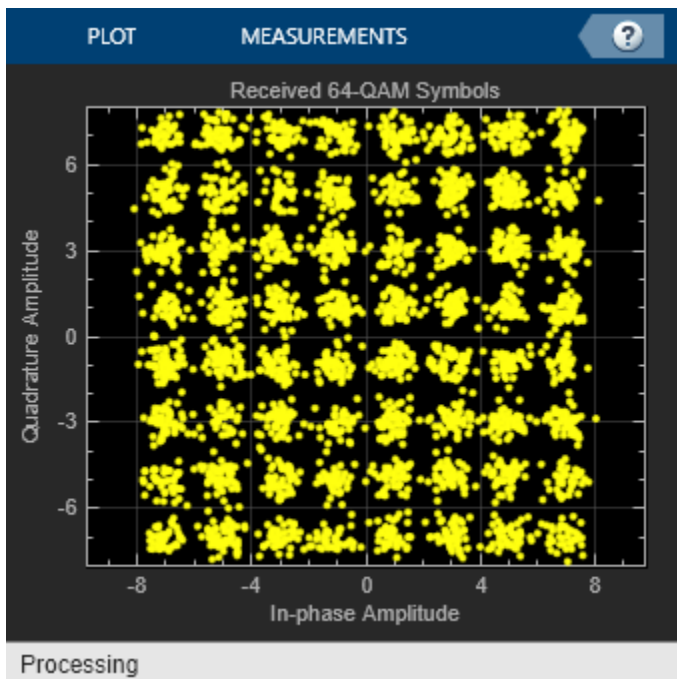 PLOT MEASUREMENTS ?
Received 64-QAM Symbols
Quadrature Amplitude
6
3
0
-3
-6
-8 -4 0 4 8
In-phase Amplitude
Processing